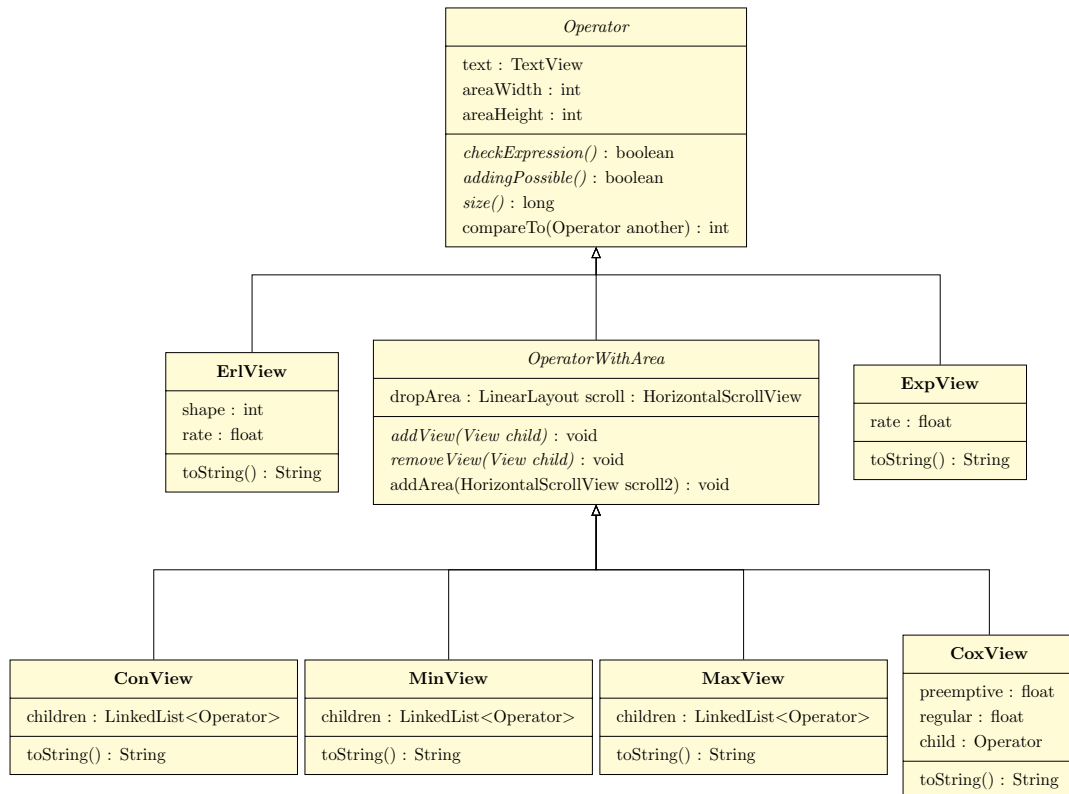 Operator
text : TextView
areaWidth : int
areaHeight : int
checkExpression() : boolean
addingPossible() : boolean
size() : long
compareTo(Operator another) : int
ErlView
shape : int
rate : float
toString() : String
OperatorWithArea
dropArea : LinearLayout scroll : HorizontalScrollView
addView(View child) : void
removeView(View child) : void
addArea(HorizontalScrollView scroll2) : void
ExpView
rate : float
toString() : String
ConView
children : LinkedList<Operator>
toString() : String
MinView
children : LinkedList<Operator>
toString() : String
MaxView
children : LinkedList<Operator>
toString() : String
CoxView
preemptive : float
regular : float
child : Operator
toString() : String